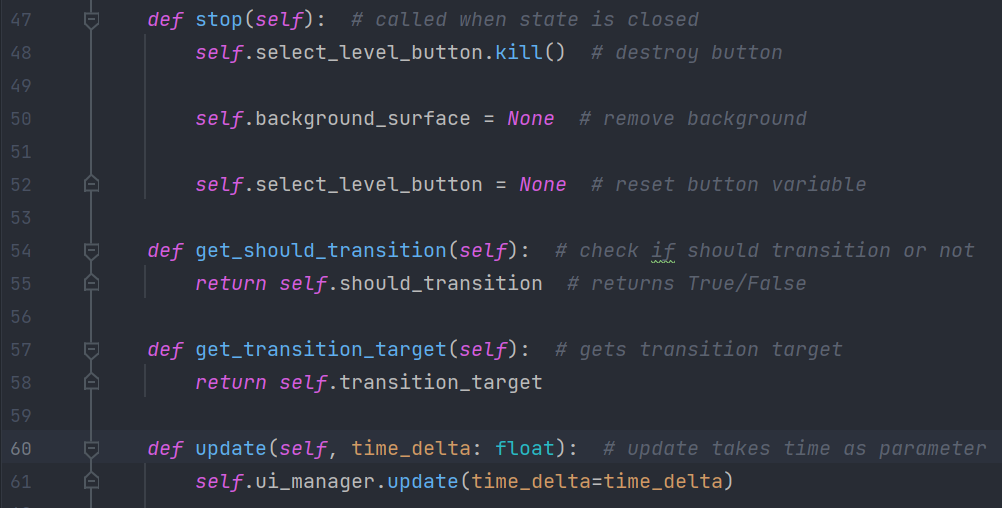 47 def stop(self):  # called when state is closed
48 self.select_level_button.kill()  # destroy button
49
50 self.background_surface = None  # remove background
51
52 self.select_level_button = None  # reset button variable
53
54 def get_should_transition(self):  # check if should transition or not
55 return self.should_transition  # returns True/False
56
57 def get_transition_target(self):  # gets transition target
58 return self.transition_target
59
60 def update(self, time_delta: float):  # update takes time as parameter
61 self.ui_manager.update(time_delta=time_delta)